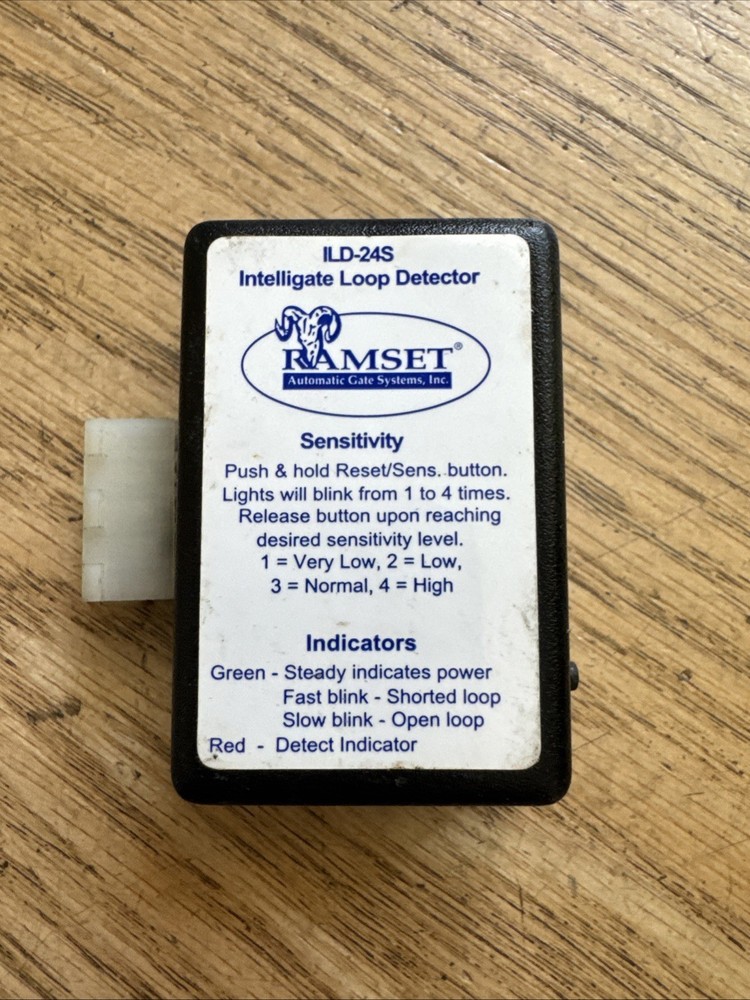 ILD-24S
Intelligate Loop Detector
RAMSET®
Automatic Gate Systems, Inc.
Sensitivity
Push & hold Reset/Sens. button.
Lights will blink from 1 to 4 times.
Release button upon reaching
desired sensitivity level.
1 = Very Low, 2 = Low,
3 = Normal, 4 = High
Indicators
Green - Steady indicates power
Fast blink - Shorted loop
Slow blink - Open loop
Red - Detect Indicator